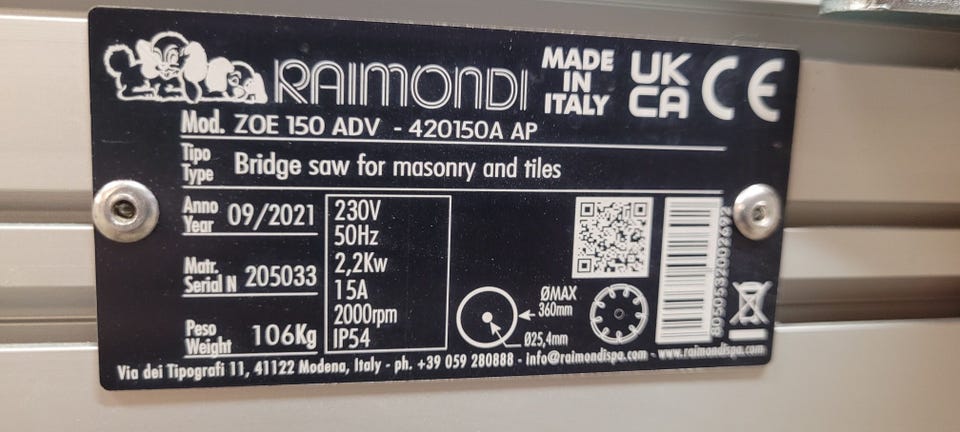 RAIMONDI
MADE
IN
ITALY
UK
CA
CE
Mod. ZOE 150 ADV - 420150A AP
Tipo
Type
Bridge saw for masonry and tiles
Anno
Year
09/2021
Matr.
Serial N
205033
Peso
Weight
106Kg
230V
50Hz
2,2Kw
15A
2000rpm
IP54
ØMAX
360mm
Ø25,4mm
8050532002692
Via dei Tipografi 11, 41122 Modena, Italy - ph. +39 059 280888 - info@raimondispa.com - www.raimondispa.com